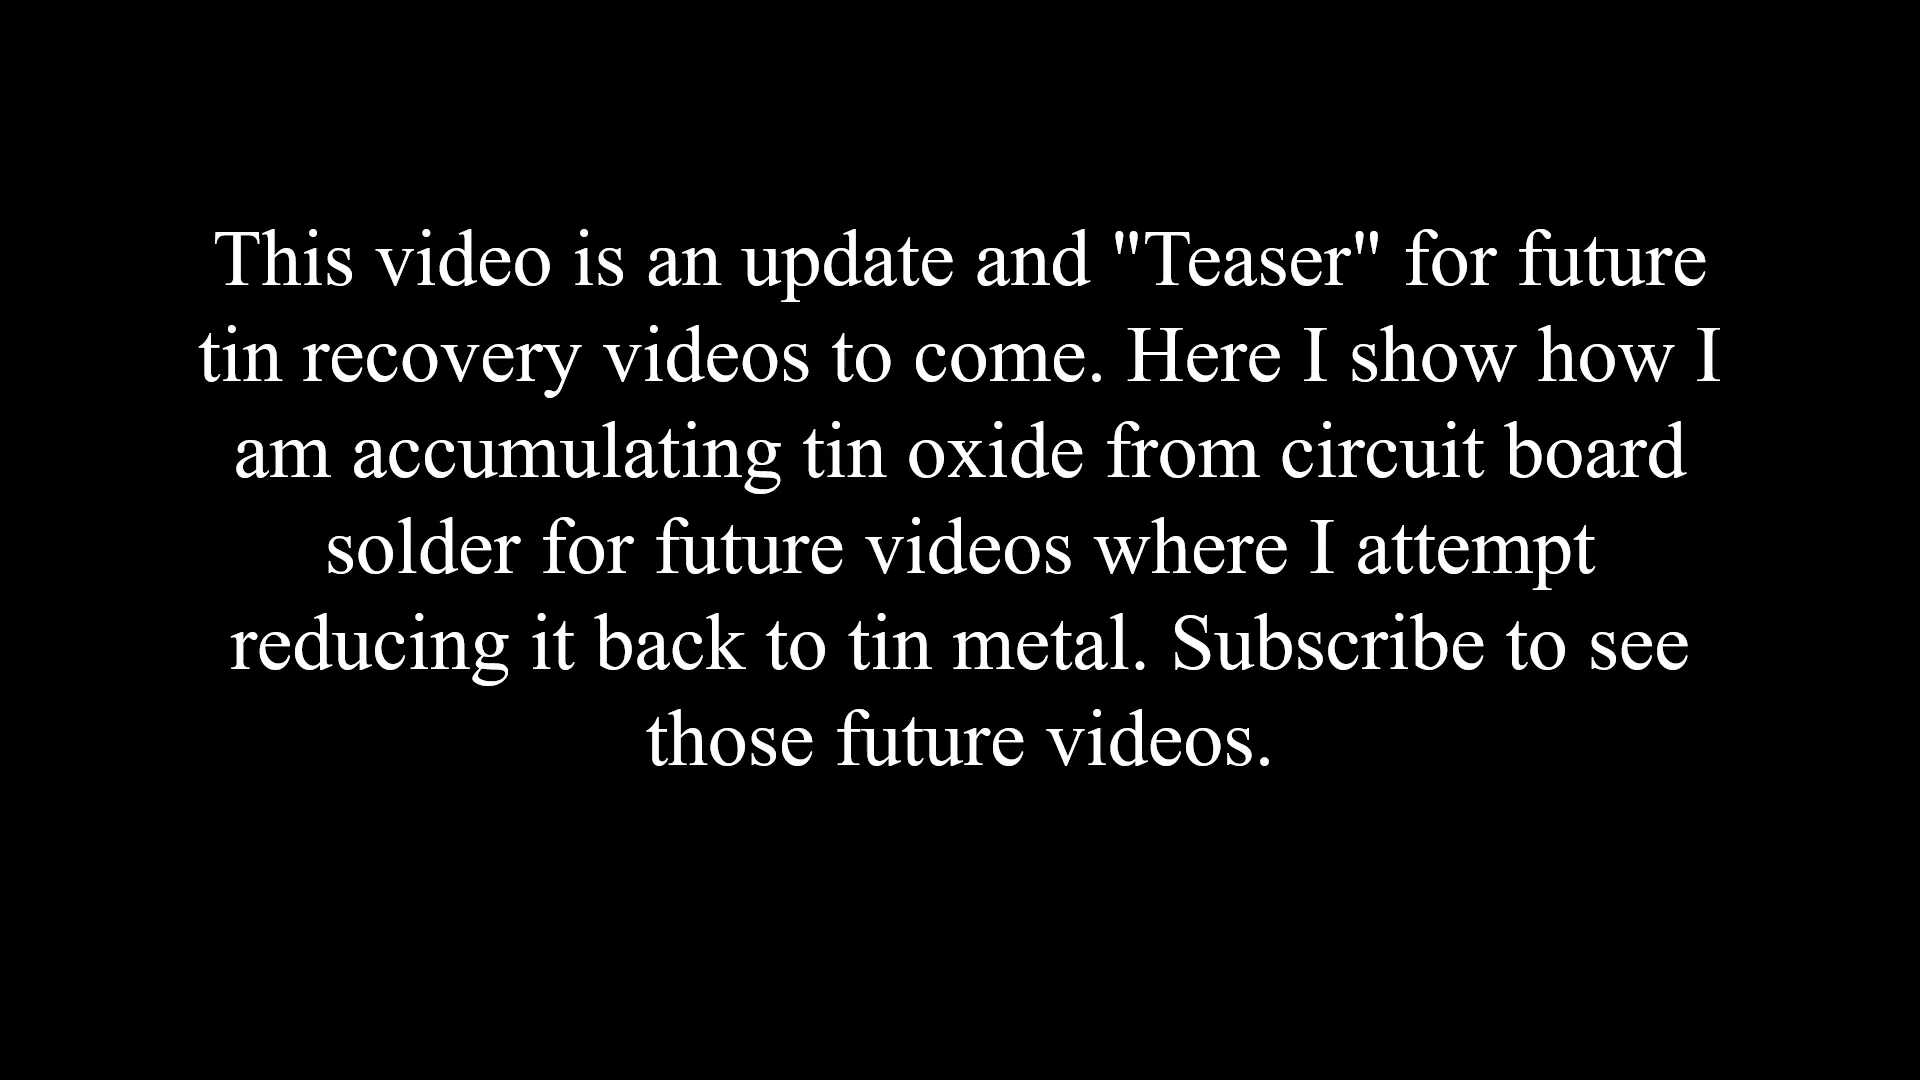 This video is an update and "Teaser" for future
tin recovery videos to come. Here I show how I
am accumulating tin oxide from circuit board
solder for future videos where I attempt
reducing it back to tin metal. Subscribe to see
those future videos.